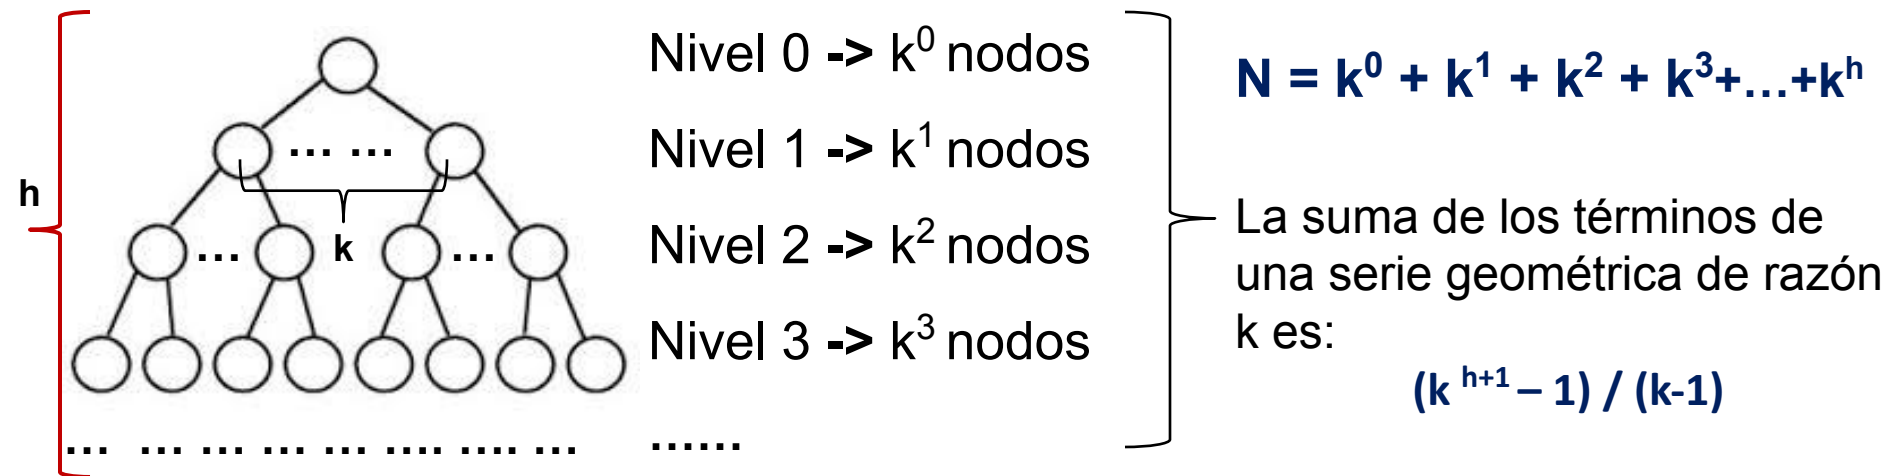 h
… …
… k …
… … … … … …. …. …
Nivel 0 -> k⁰ nodos
Nivel 1 -> k¹ nodos
Nivel 2 -> k² nodos
Nivel 3 -> k³ nodos
……
N = k⁰ + k¹ + k² + k³+…+kʰ
La suma de los términos de
una serie geométrica de razón
k es:
(k ʰ⁺¹ – 1) / (k-1)